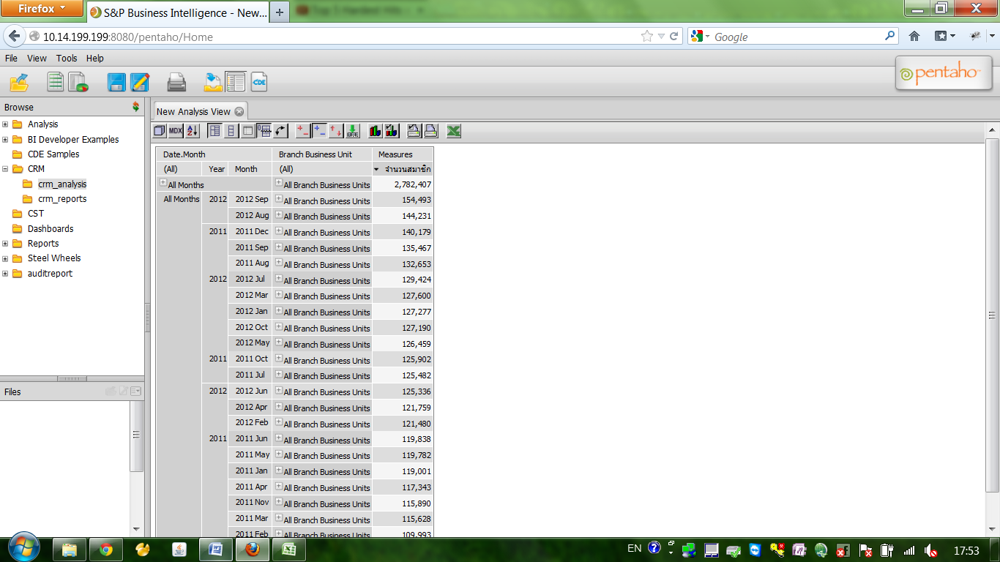 Firefox
S&P Business Intelligence - New...
10.14.199.199:8080/pentaho/Home
Google
File View Tools Help
pentaho
CDE
Browse
New Analysis View
Analysis
BI Developer Examples
CDE Samples
CRM
crm_analysis
crm_reports
CST
Dashboards
Reports
Steel Wheels
auditreport
Files
MDX
Date.Month Branch Business Unit Measures
(All) Year Month (All) จำนวนสมาชิก
All Months All Branch Business Units 2,782,407
All Months 2012 2012 Sep All Branch Business Units 154,493
2012 Aug All Branch Business Units 144,231
2011 2011 Dec All Branch Business Units 140,179
2011 Sep All Branch Business Units 135,467
2011 Aug All Branch Business Units 132,653
2012 2012 Jul All Branch Business Units 129,424
2012 Mar All Branch Business Units 127,600
2012 Jan All Branch Business Units 127,277
2012 Oct All Branch Business Units 127,190
2012 May All Branch Business Units 126,459
2011 2011 Oct All Branch Business Units 125,902
2011 Jul All Branch Business Units 125,482
2012 2012 Jun All Branch Business Units 125,336
2012 Apr All Branch Business Units 121,759
2012 Feb All Branch Business Units 121,480
2011 2011 Jun All Branch Business Units 119,838
2011 May All Branch Business Units 119,782
2011 Jan All Branch Business Units 119,001
2011 Apr All Branch Business Units 117,343
2011 Nov All Branch Business Units 115,890
2011 Mar All Branch Business Units 115,628
2011 Feb All Branch Business Units 109,993
EN 17:53